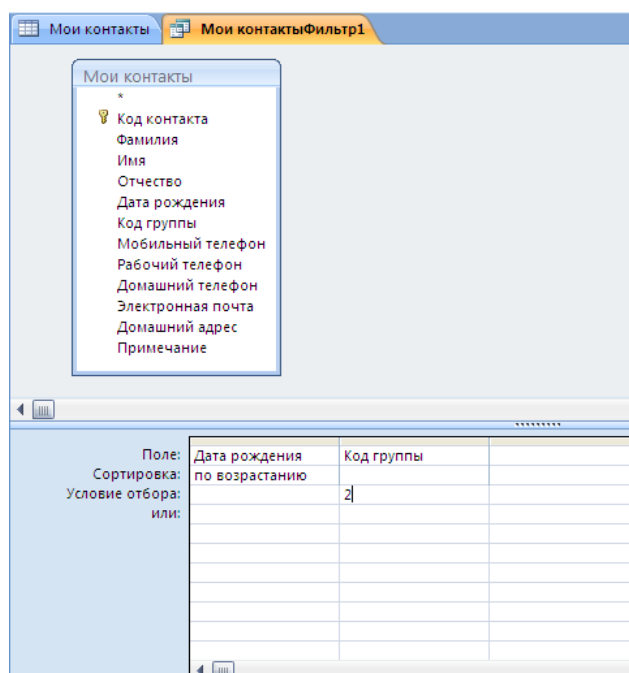 Мои контакты Мои контактыФильтр1
Мои контакты
*
Код контакта
Фамилия
Имя
Отчество
Дата рождения
Код группы
Мобильный телефон
Рабочий телефон
Домашний телефон
Электронная почта
Домашний адрес
Примечание
Поле: Дата рождения Код группы
Сортировка: по возрастанию
Условие отбора: 2
или: